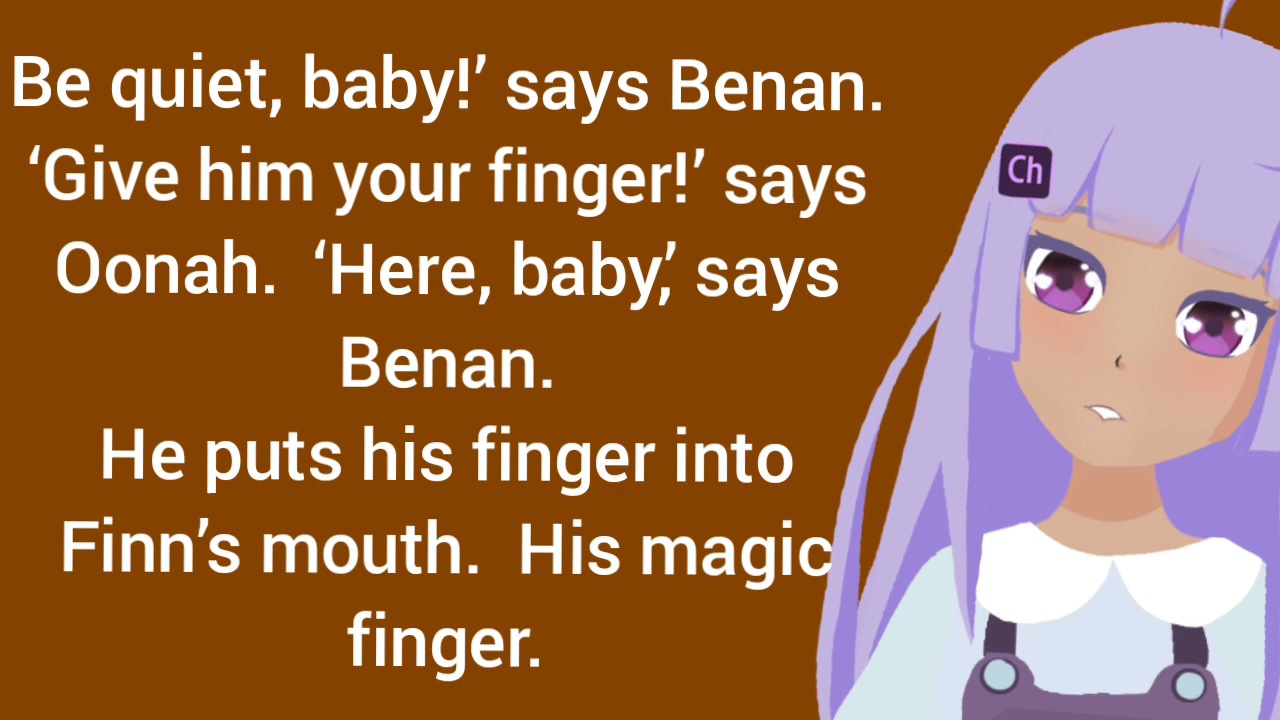 Be quiet, baby!’ says Benan.
‘Give him your finger!’ says
Oonah.  ‘Here, baby,’ says
Benan.
He puts his finger into
Finn’s mouth.  His magic
finger.
Ch